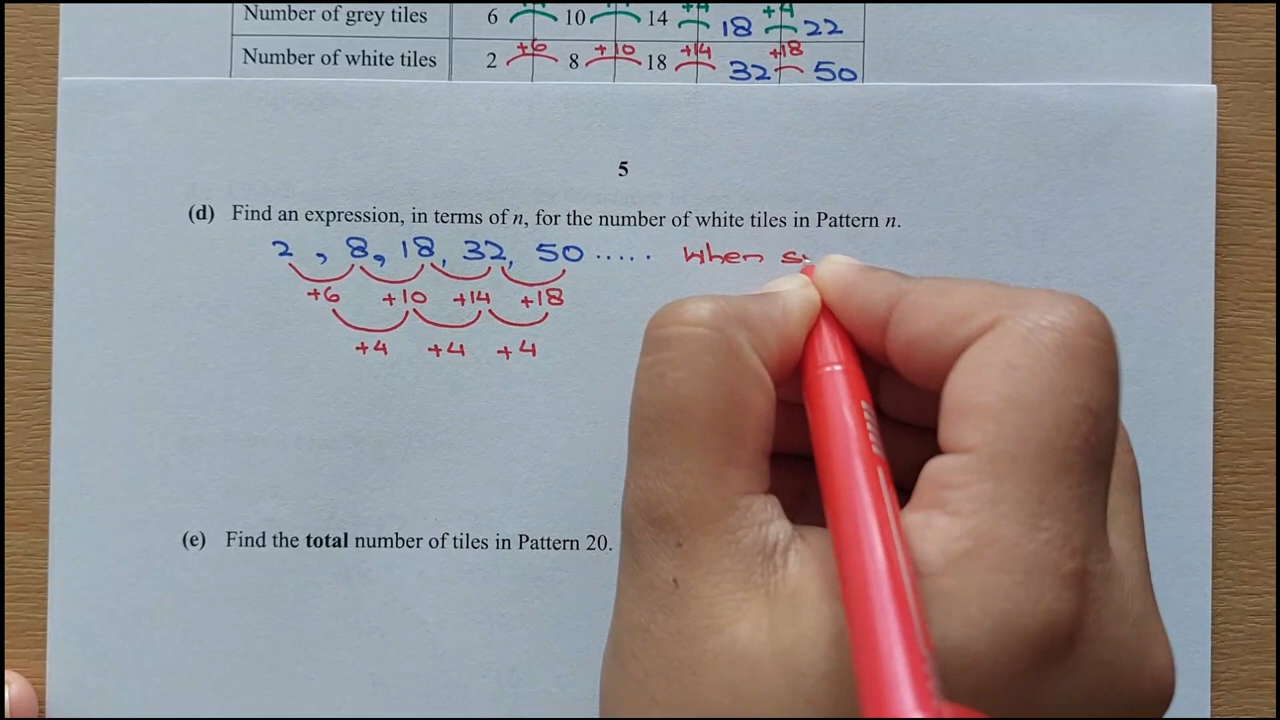 +4 +4
Number of grey tiles 6 10 14 18 22
+6 +10 +14 +18
Number of white tiles 2 8 18 32 50
5
(d) Find an expression, in terms of n, for the number of white tiles in Pattern n.
2 , 8, 18, 32, 50 ..... When
+6 +10 +14 +18
+4 +4 +4
(e) Find the total number of tiles in Pattern 20.